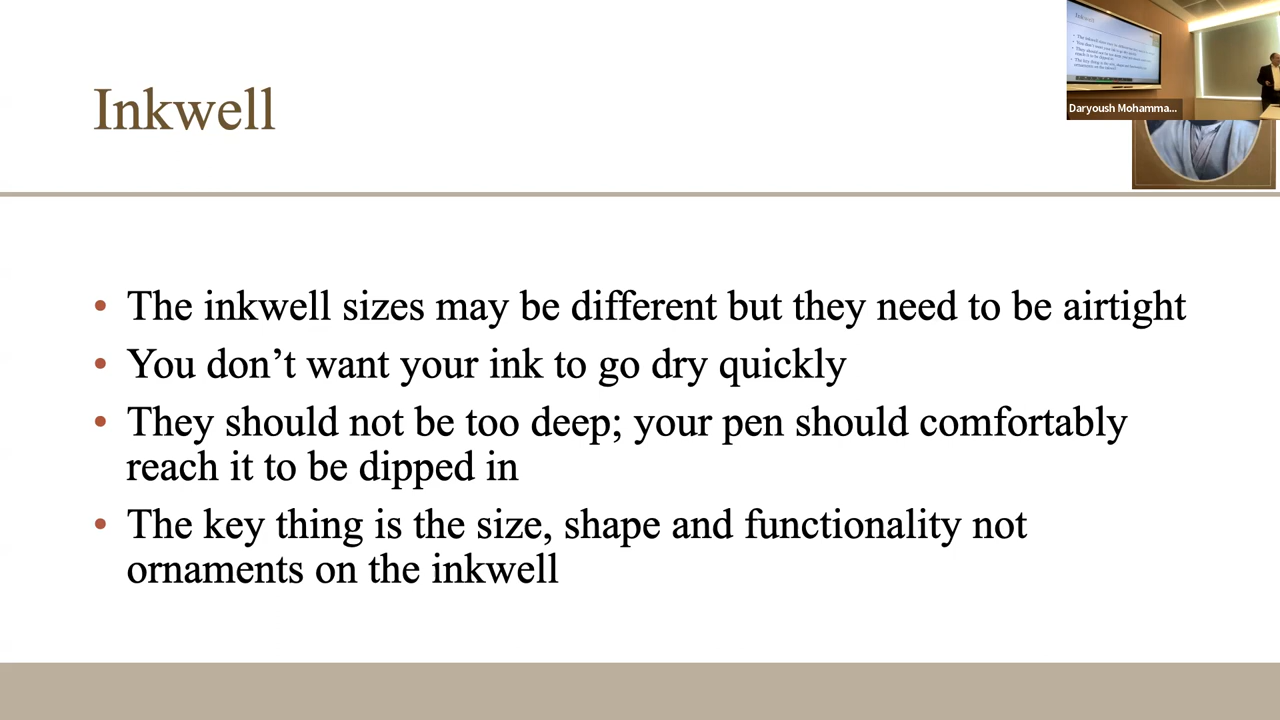 Inkwell
Daryoush Mohamma...
• The inkwell sizes may be different but they need to be airtight
• You don’t want your ink to go dry quickly
• They should not be too deep; your pen should comfortably
reach it to be dipped in
• The key thing is the size, shape and functionality not
ornaments on the inkwell